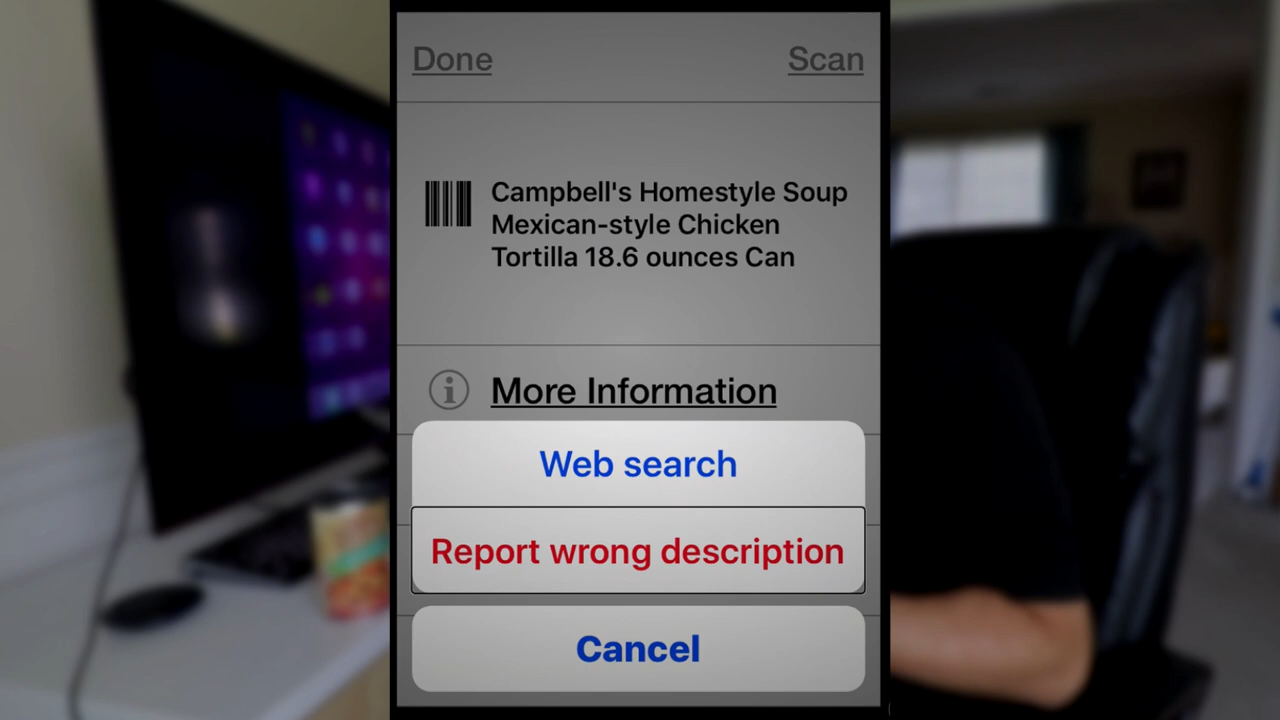 Done
Scan
Campbell's Homestyle Soup
Mexican-style Chicken
Tortilla 18.6 ounces Can
More Information
Web search
Report wrong description
Cancel